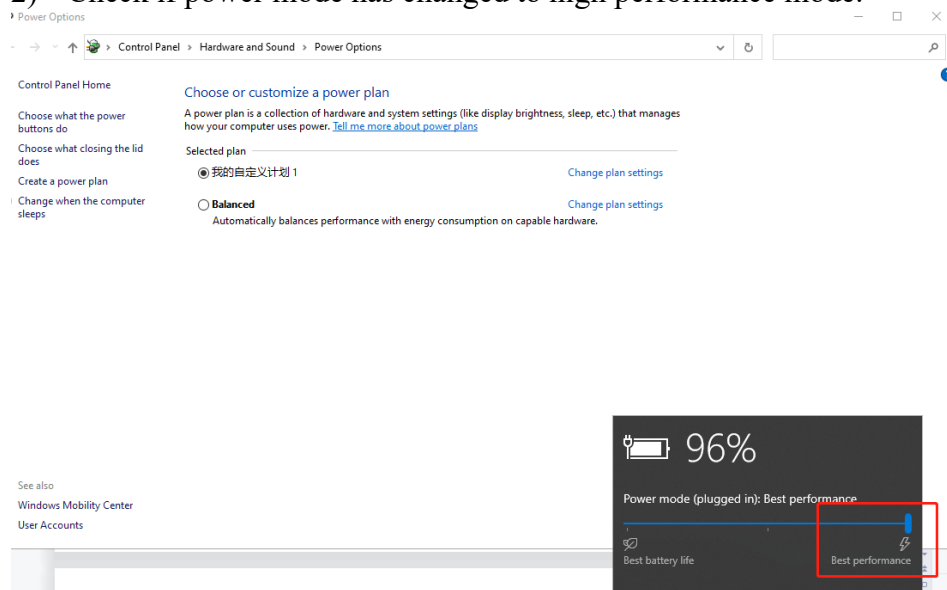 2) Check if power mode has changed to high performance mode.
Power Options
Control Panel > Hardware and Sound > Power Options
Control Panel Home
Choose what the power
buttons do
Choose what closing the lid
does
Create a power plan
Change when the computer
sleeps
Choose or customize a power plan
A power plan is a collection of hardware and system settings (like display brightness, sleep, etc.) that manages
how your computer uses power. Tell me more about power plans
Selected plan
我的自定义计划 1 Change plan settings
Balanced Change plan settings
Automatically balances performance with energy consumption on capable hardware.
See also
Windows Mobility Center
User Accounts
96%
Power mode (plugged in): Best performance
Best battery life Best performance